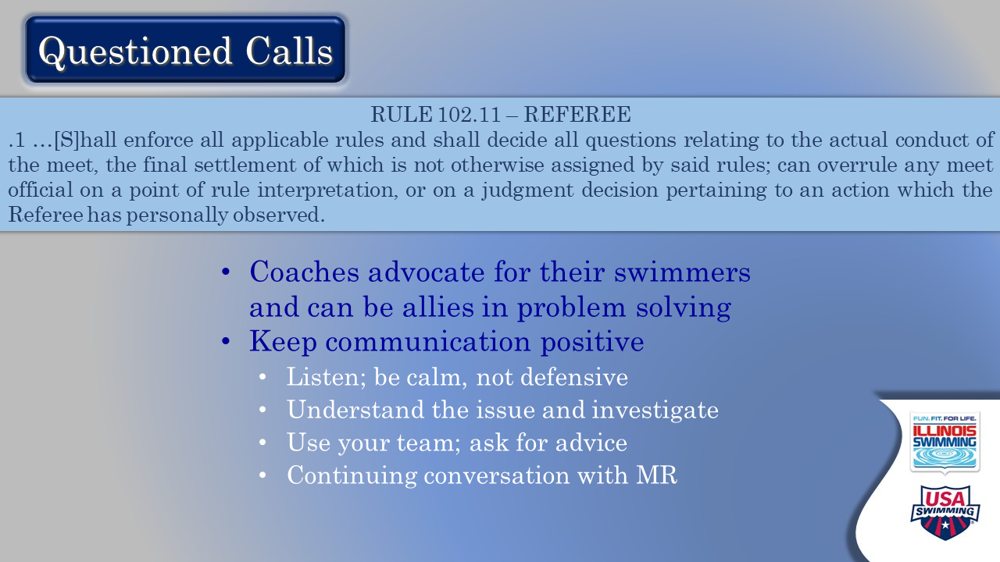 Questioned Calls
RULE 102.11 – REFEREE
.1 …[S]hall enforce all applicable rules and shall decide all questions relating to the actual conduct of
the meet, the final settlement of which is not otherwise assigned by said rules; can overrule any meet
official on a point of rule interpretation, or on a judgment decision pertaining to an action which the
Referee has personally observed.
• Coaches advocate for their swimmers
and can be allies in problem solving
• Keep communication positive
• Listen; be calm, not defensive
• Understand the issue and investigate
• Use your team; ask for advice
• Continuing conversation with MR
FUN. FIT. FOR LIFE.
ILLINOIS
SWIMMING
USA
SWIMMING
®